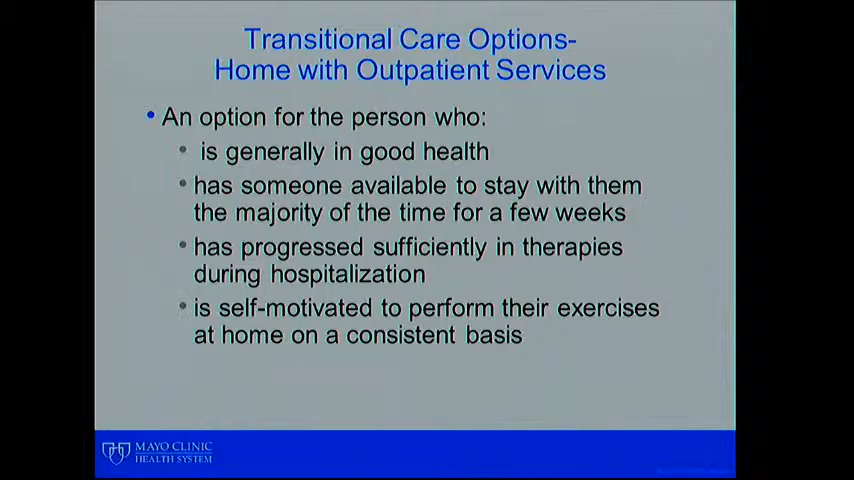 Transitional Care Options-
Home with Outpatient Services
• An option for the person who:
• is generally in good health
• has someone available to stay with them
the majority of the time for a few weeks
• has progressed sufficiently in therapies
during hospitalization
• is self-motivated to perform their exercises
at home on a consistent basis
MAYO CLINIC
HEALTH SYSTEM